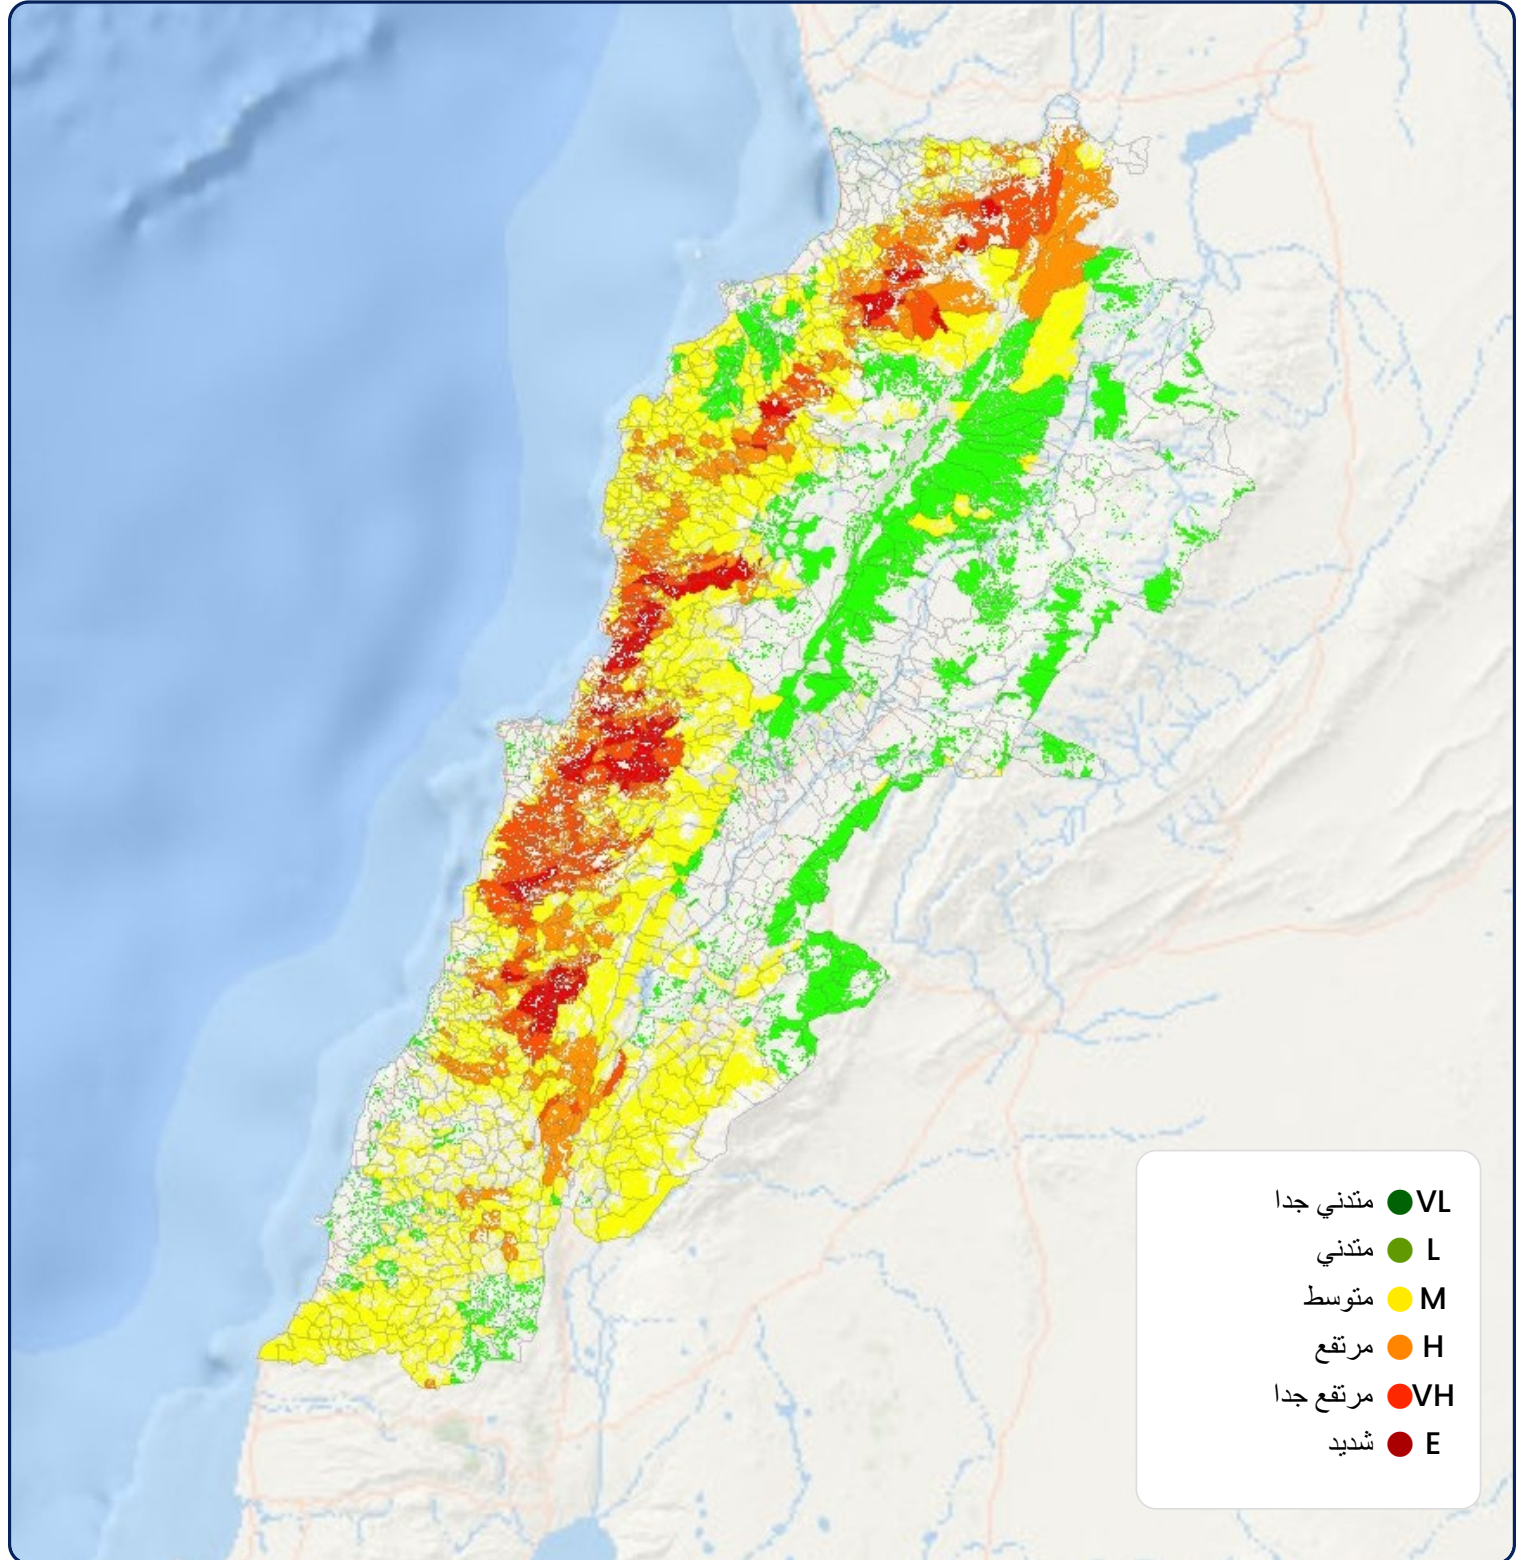 متدني جدا VL
متدني L
متوسط M
مرتفع H
مرتفع جدا VH
شديد E